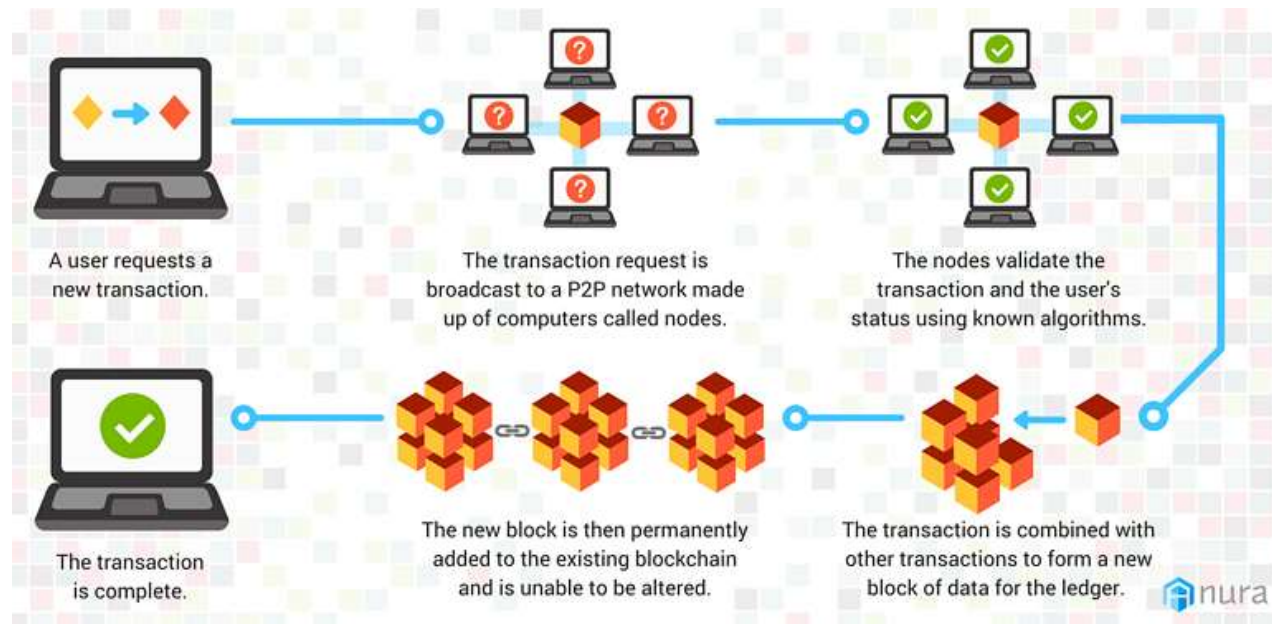 A user requests a
new transaction.
The transaction request is
broadcast to a P2P network made
up of computers called nodes.
The nodes validate the
transaction and the user's
status using known algorithms.
The transaction is combined with
other transactions to form a new
block of data for the ledger.
The new block is then permanently
added to the existing blockchain
and is unable to be altered.
The transaction
is complete.
Anura